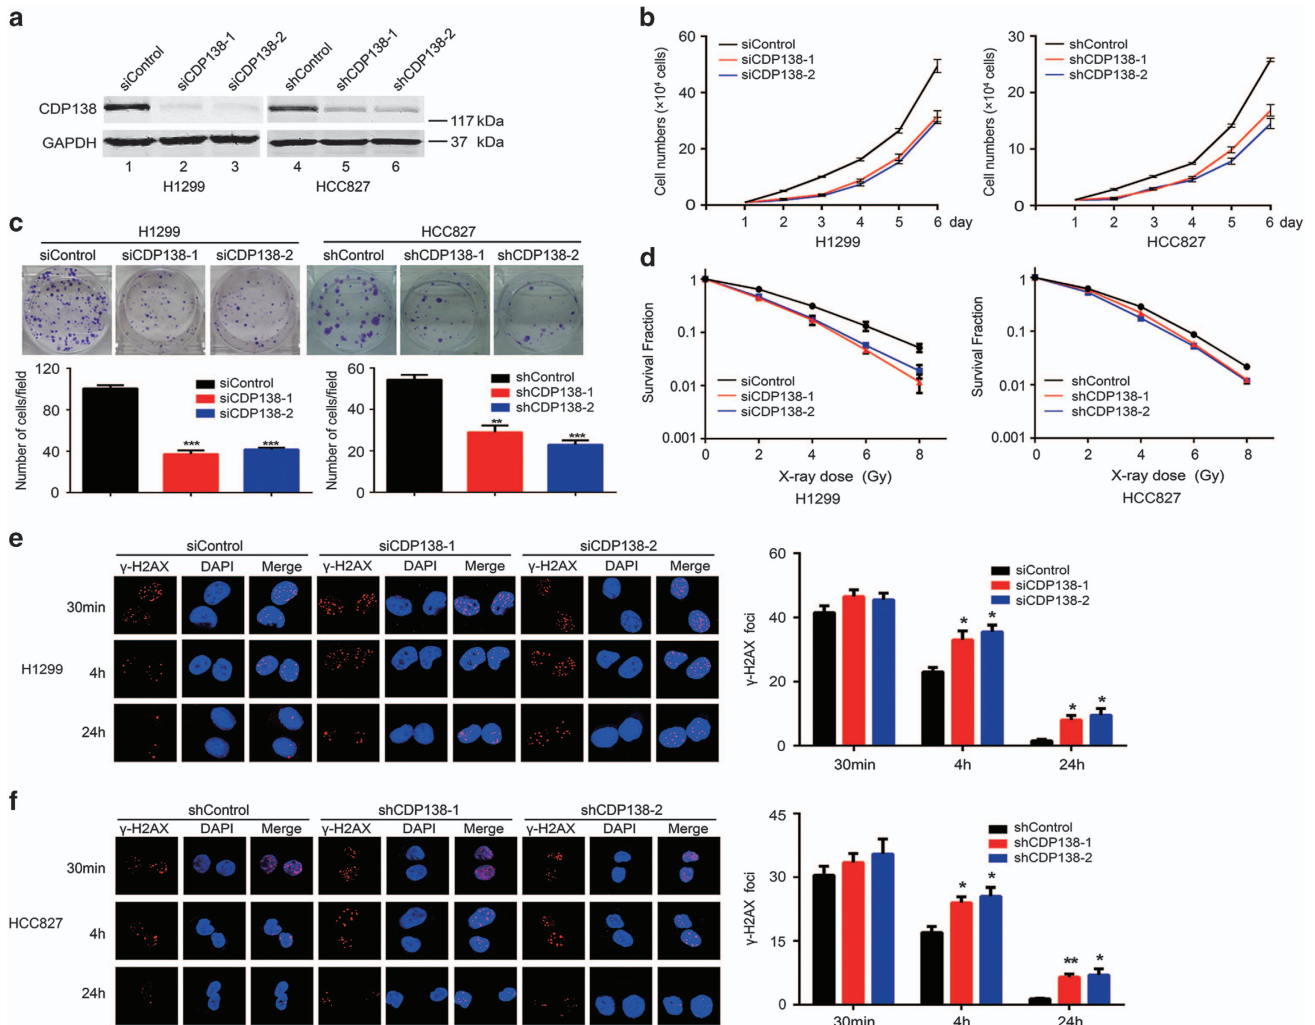 a
siControl
siCDP138-1
siCDP138-2
shControl
shCDP138-1
shCDP138-2
CDP138
117 kDa
GAPDH
37 kDa
1 2 3 4 5 6
H1299 HCC827
b
60
40
20
0
Cell numbers (×10⁴ cells)
siControl
siCDP138-1
siCDP138-2
1 2 3 4 5 6 day
H1299
30
20
10
0
Cell numbers (×10⁴ cells)
shControl
shCDP138-1
shCDP138-2
1 2 3 4 5 6 day
HCC827
c
H1299 HCC827
siControl siCDP138-1 siCDP138-2 shControl shCDP138-1 shCDP138-2
120
80
40
0
Number of cells/field
siControl
siCDP138-1
siCDP138-2
*** ***
60
40
20
0
Number of cells/field
shControl
shCDP138-1
shCDP138-2
** ***
d
1
0.1
0.01
0.001
Survival Fraction
siControl
siCDP138-1
siCDP138-2
0 2 4 6 8
X-ray dose (Gy)
H1299
1
0.1
0.01
0.001
Survival Fraction
shControl
shCDP138-1
shCDP138-2
0 2 4 6 8
X-ray dose (Gy)
HCC827
e
siControl siCDP138-1 siCDP138-2
γ-H2AX DAPI Merge γ-H2AX DAPI Merge γ-H2AX DAPI Merge
30min
H1299 4h
24h
60
40
20
0
γ-H2AX foci
siControl
siCDP138-1
siCDP138-2
* *
* *
30min 4h 24h
f
shControl shCDP138-1 shCDP138-2
γ-H2AX DAPI Merge γ-H2AX DAPI Merge γ-H2AX DAPI Merge
30min
HCC827 4h
24h
45
30
15
0
γ-H2AX foci
shControl
shCDP138-1
shCDP138-2
* *
** *
30min 4h 24h